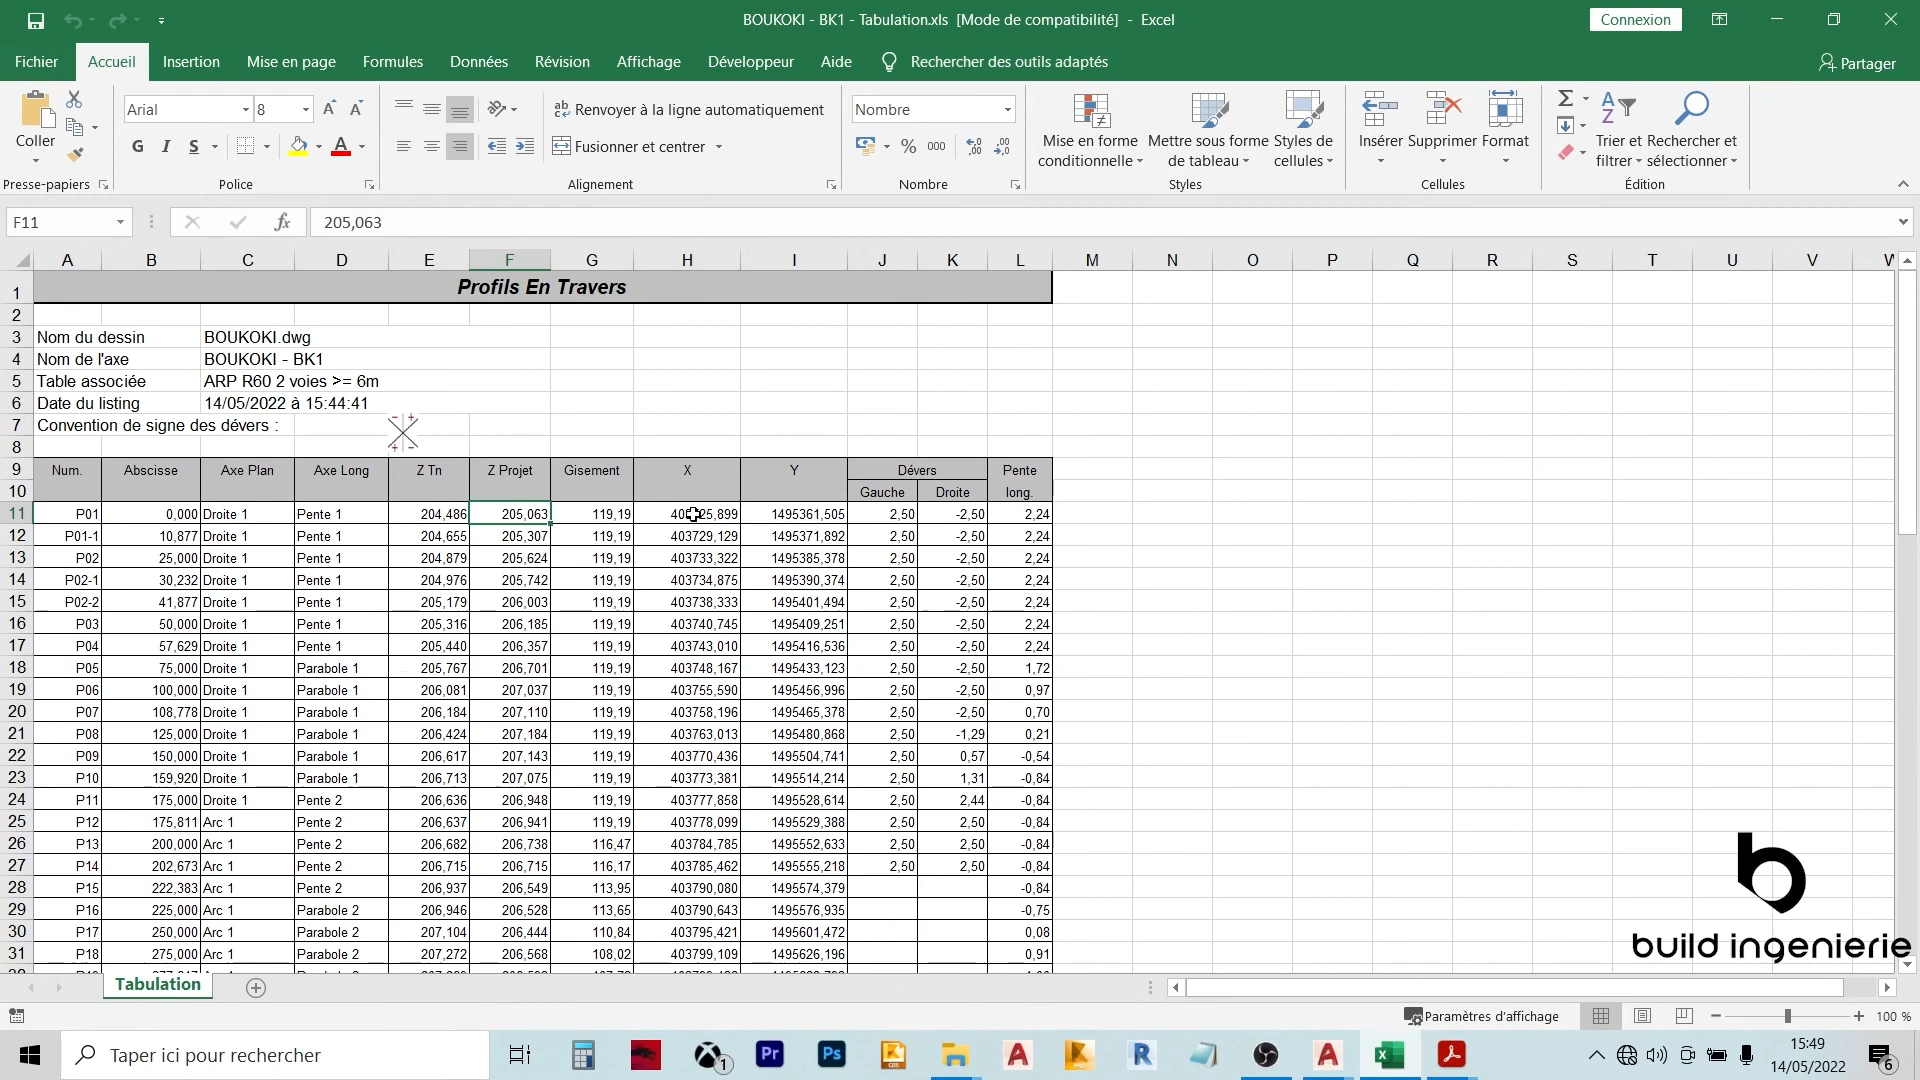 BOUKOKI - BK1 - Tabulation.xls [Mode de compatibilité] - Excel
Connexion
Fichier Accueil Insertion Mise en page Formules Données Révision Affichage Développeur Aide Rechercher des outils adaptés Partager
Coller
Presse-papiers
Arial 8
G I S
Police
Renvoyer à la ligne automatiquement
Fusionner et centrer
Alignement
Nombre
% 000
Nombre
Mise en forme conditionnelle
Mettre sous forme de tableau
Styles de cellules
Styles
Insérer Supprimer Format
Cellules
Trier et filtrer
Rechercher et sélectionner
Édition
F11 fx 205,063
A B C D E F G H I J K L M N O P Q R S T U V
1 Profils En Travers
2
3 Nom du dessin BOUKOKI.dwg
4 Nom de l'axe BOUKOKI - BK1
5 Table associée ARP R60 2 voies >= 6m
6 Date du listing 14/05/2022 à 15:44:41
7 Convention de signe des dévers :
8
9 Num. Abscisse Axe Plan Axe Long Z Tn Z Projet Gisement X Y Dévers Pente
10 Gauche Droite long.
11 P01 0,000 Droite 1 Pente 1 204,486 205,063 119,19 1495361,505 2,50 -2,50 2,24
12 P01-1 10,877 Droite 1 Pente 1 204,655 205,307 119,19 403729,129 1495371,892 2,50 -2,50 2,24
13 P02 25,000 Droite 1 Pente 1 204,879 205,624 119,19 403733,322 1495385,378 2,50 -2,50 2,24
14 P02-1 30,232 Droite 1 Pente 1 204,976 205,742 119,19 403734,875 1495390,374 2,50 -2,50 2,24
15 P02-2 41,877 Droite 1 Pente 1 205,179 206,003 119,19 403738,333 1495401,494 2,50 -2,50 2,24
16 P03 50,000 Droite 1 Pente 1 205,316 206,185 119,19 403740,745 1495409,251 2,50 -2,50 2,24
17 P04 57,629 Droite 1 Pente 1 205,440 206,357 119,19 403743,010 1495416,536 2,50 -2,50 2,24
18 P05 75,000 Droite 1 Parabole 1 205,767 206,701 119,19 403748,167 1495433,123 2,50 -2,50 1,72
19 P06 100,000 Droite 1 Parabole 1 206,081 207,037 119,19 403755,590 1495456,996 2,50 -2,50 0,97
20 P07 108,778 Droite 1 Parabole 1 206,184 207,110 119,19 403758,196 1495465,378 2,50 -2,50 0,70
21 P08 125,000 Droite 1 Parabole 1 206,424 207,184 119,19 403763,013 1495480,868 2,50 -1,29 0,21
22 P09 150,000 Droite 1 Parabole 1 206,617 207,143 119,19 403770,436 1495504,741 2,50 0,57 -0,54
23 P10 159,920 Droite 1 Parabole 1 206,713 207,075 119,19 403773,381 1495514,214 2,50 1,31 -0,84
24 P11 175,000 Droite 1 Pente 2 206,636 206,948 119,19 403777,858 1495528,614 2,50 2,44 -0,84
25 P12 175,811 Arc 1 Pente 2 206,637 206,941 119,19 403778,099 1495529,388 2,50 2,50 -0,84
26 P13 200,000 Arc 1 Pente 2 206,682 206,738 116,47 403784,785 1495552,633 2,50 2,50 -0,84
27 P14 202,673 Arc 1 Pente 2 206,715 206,715 116,17 403785,462 1495555,218 2,50 2,50 -0,84
28 P15 222,383 Arc 1 Pente 2 206,937 206,549 113,95 403790,080 1495574,379 -0,84
29 P16 225,000 Arc 1 Parabole 2 206,946 206,528 113,65 403790,643 1495576,935 -0,75
30 P17 250,000 Arc 1 Parabole 2 207,104 206,444 110,84 403795,421 1495601,472 0,08
31 P18 275,000 Arc 1 Parabole 2 207,272 206,568 108,02 403799,109 1495626,196 0,91
build ingenierie
Tabulation
Paramètres d'affichage 100 %
Taper ici pour rechercher
15:49
14/05/2022